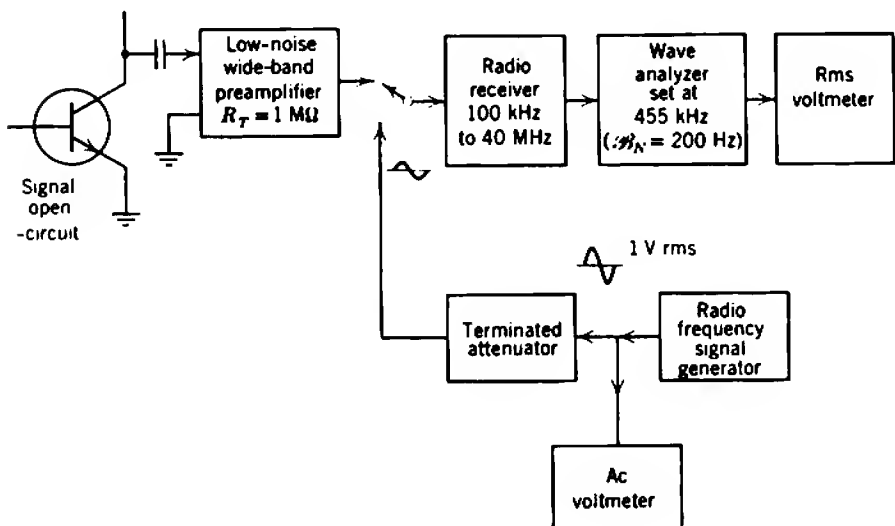 Low-noise
wide-band
preamplifier
R_T = 1 MΩ
Radio
receiver
100 kHz
to 40 MHz
Wave
analyzer
set at
455 kHz
(ℬ_N = 200 Hz)
Rms
voltmeter
Signal
open
-circuit
1 V rms
Terminated
attenuator
Radio
frequency
signal
generator
Ac
voltmeter